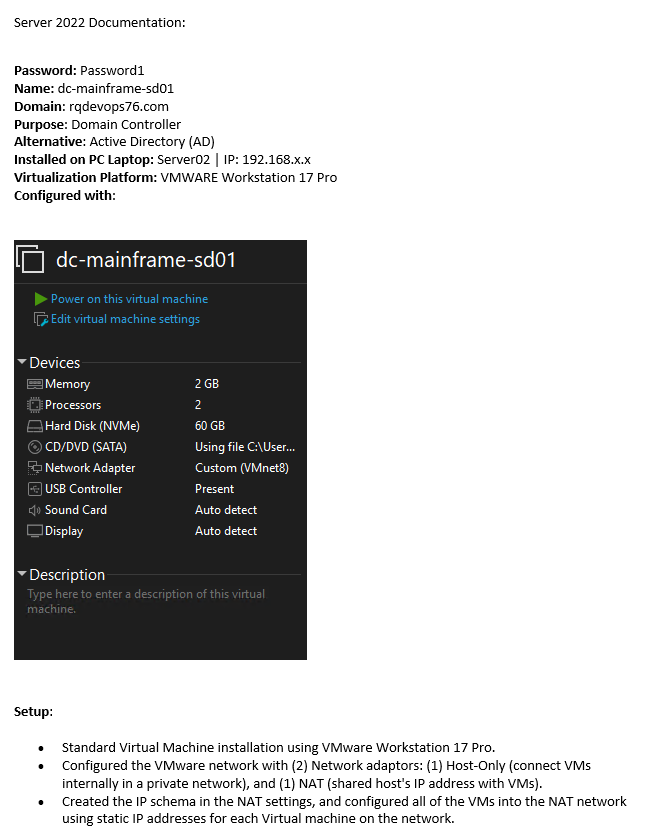 Server 2022 Documentation:
Password: Password1
Name: dc-mainframe-sd01
Domain: rqdevops76.com
Purpose: Domain Controller
Alternative: Active Directory (AD)
Installed on PC Laptop: Server02 | IP: 192.168.x.x
Virtualization Platform: VMWARE Workstation 17 Pro
Configured with:
dc-mainframe-sd01
Power on this virtual machine
Edit virtual machine settings
Devices
Memory 2 GB
Processors 2
Hard Disk (NVMe) 60 GB
CD/DVD (SATA) Using file C:\User...
Network Adapter Custom (VMnet8)
USB Controller Present
Sound Card Auto detect
Display Auto detect
Description
Type here to enter a description of this virtual
machine.
Setup:
• Standard Virtual Machine installation using VMware Workstation 17 Pro.
• Configured the VMware network with (2) Network adaptors: (1) Host-Only (connect VMs
internally in a private network), and (1) NAT (shared host's IP address with VMs).
• Created the IP schema in the NAT settings, and configured all of the VMs into the NAT network
using static IP addresses for each Virtual machine on the network.